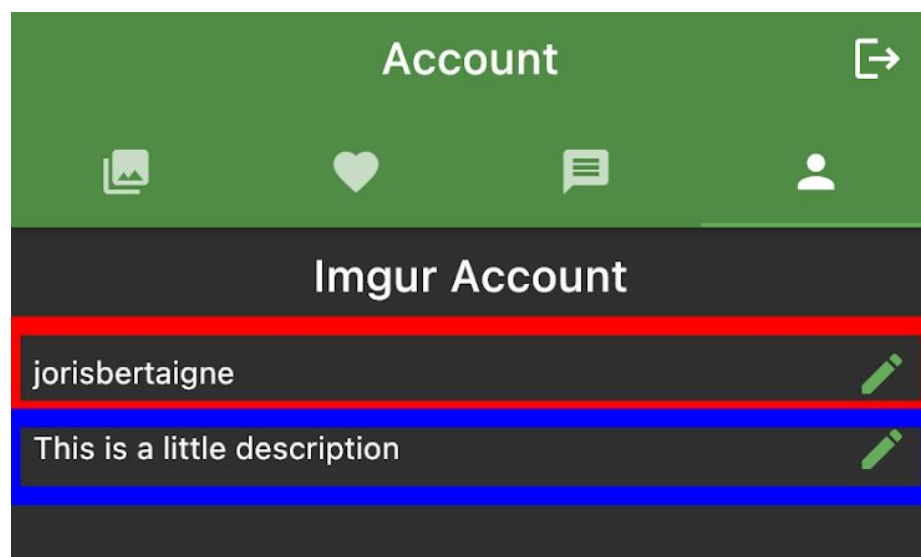 Account
Imgur Account
jorisbertaigne
This is a little description